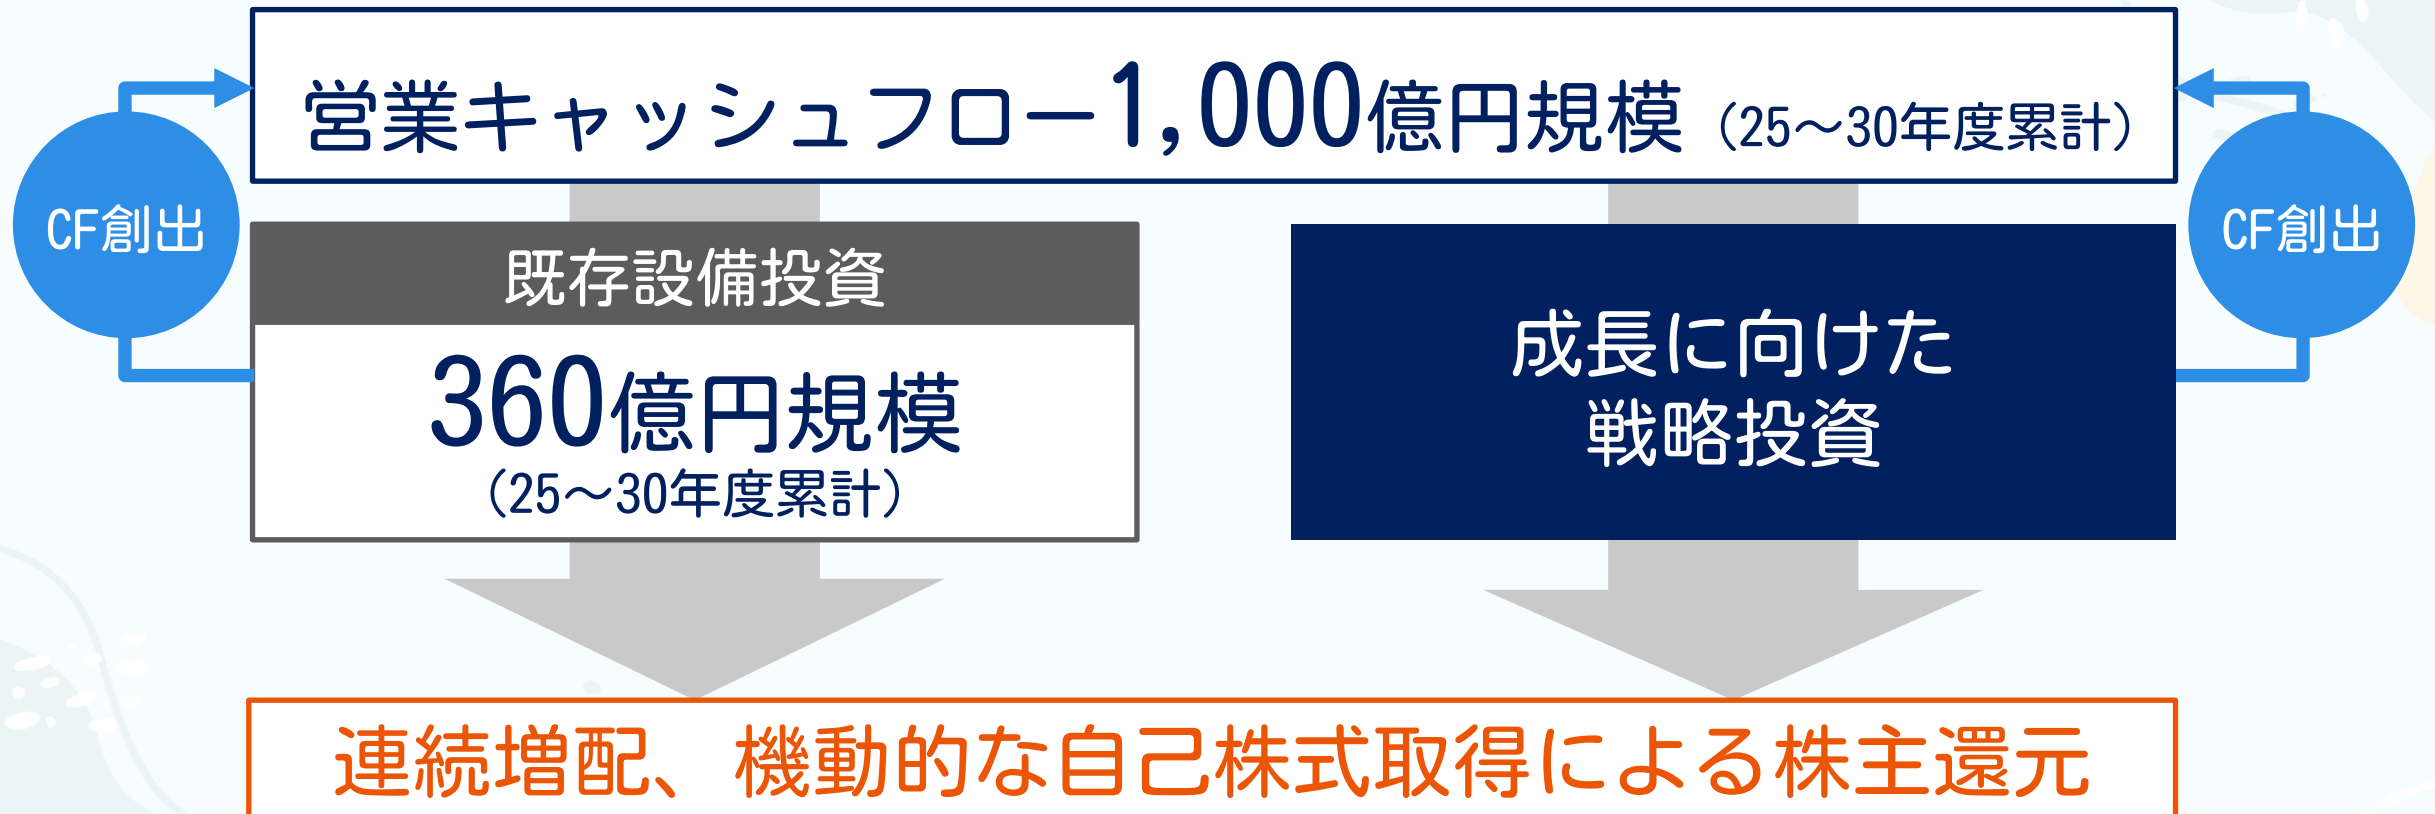 営業キャッシュフロー1,000億円規模（25～30年度累計）
CF創出
CF創出
既存設備投資
360億円規模
（25～30年度累計）
成長に向けた
戦略投資
連続増配、機動的な自己株式取得による株主還元